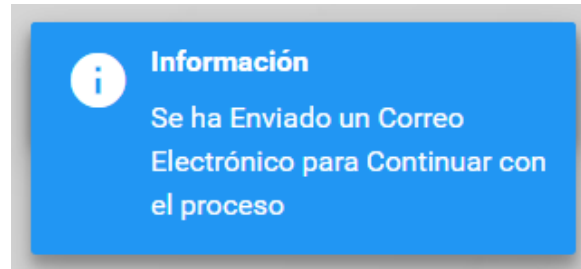 Información
Se ha Enviado un Correo
Electrónico para Continuar con
el proceso